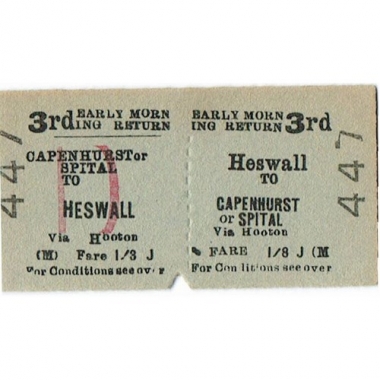 3rd EARLY MORN
ING RETURN
CAPENHURST or
SPITAL
TO
HESWALL
Via Hooton
(M) Fare 1/3 J
For Conditions see over
447
D
EARLY MORN
ING RETURN 3rd
Heswall
TO
CAPENHURST
or SPITAL
Via Hooton
FARE 1/8 J (M
For Conditions see over
447